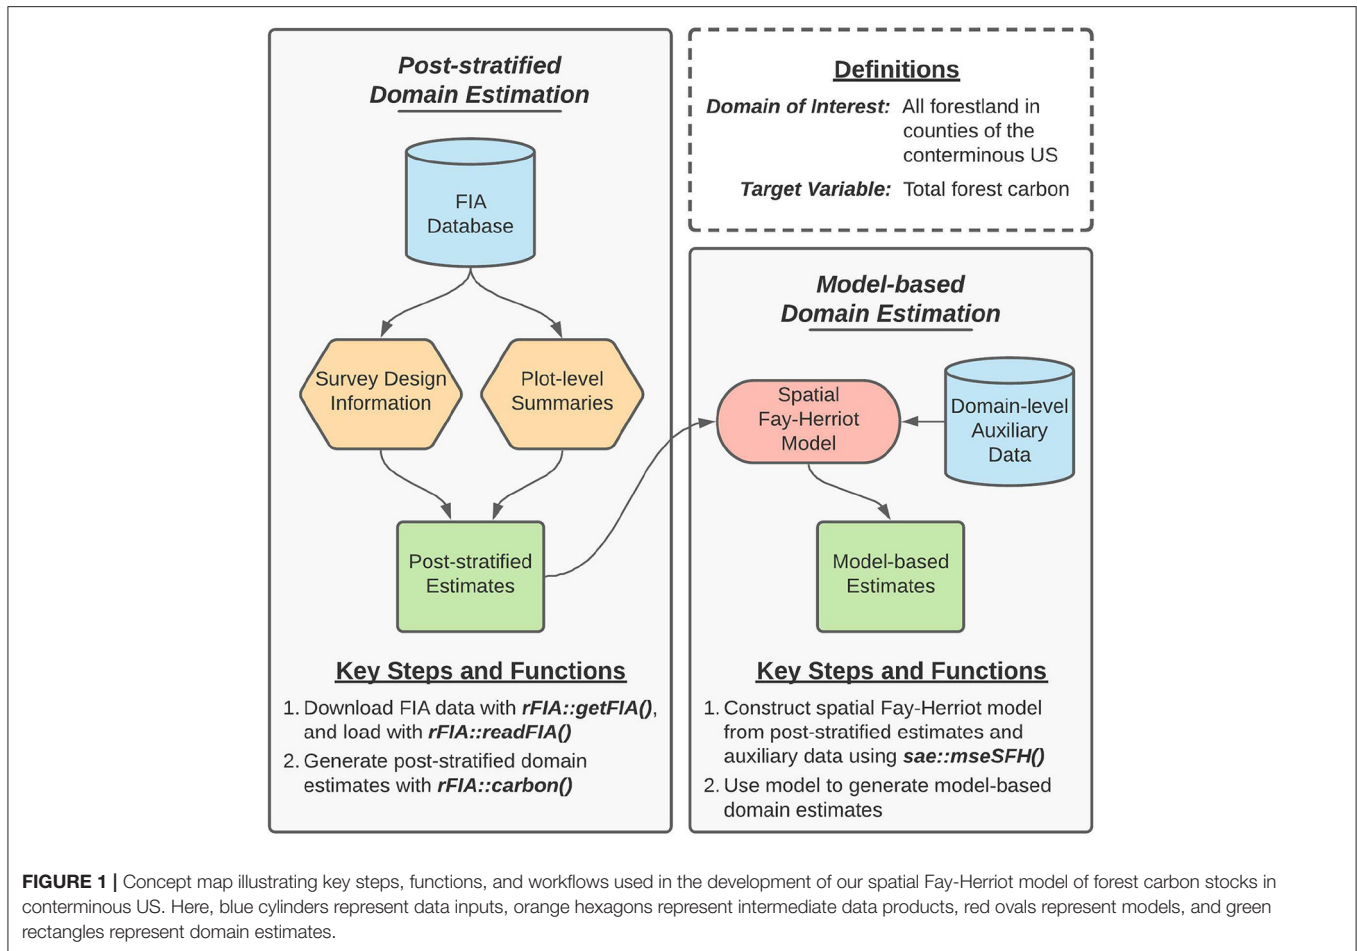 Post-stratified
Domain Estimation
FIA
Database
Survey Design
Information
Plot-level
Summaries
Post-stratified
Estimates
Key Steps and Functions
1. Download FIA data with rFIA::getFIA(),
and load with rFIA::readFIA()
2. Generate post-stratified domain
estimates with rFIA::carbon()
Definitions
Domain of Interest: All forestland in
counties of the
conterminous US
Target Variable: Total forest carbon
Model-based
Domain Estimation
Spatial
Fay-Herriot
Model
Domain-level
Auxiliary
Data
Model-based
Estimates
Key Steps and Functions
1. Construct spatial Fay-Herriot model
from post-stratified estimates and
auxiliary data using sae::mseSFH()
2. Use model to generate model-based
domain estimates
FIGURE 1 | Concept map illustrating key steps, functions, and workflows used in the development of our spatial Fay-Herriot model of forest carbon stocks in
conterminous US. Here, blue cylinders represent data inputs, orange hexagons represent intermediate data products, red ovals represent models, and green
rectangles represent domain estimates.